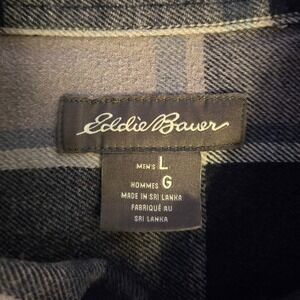 Eddie Bauer
MEN'S L
HOMMES G
MADE IN SRI LANKA
FABRIQUÉ AU
SRI LANKA